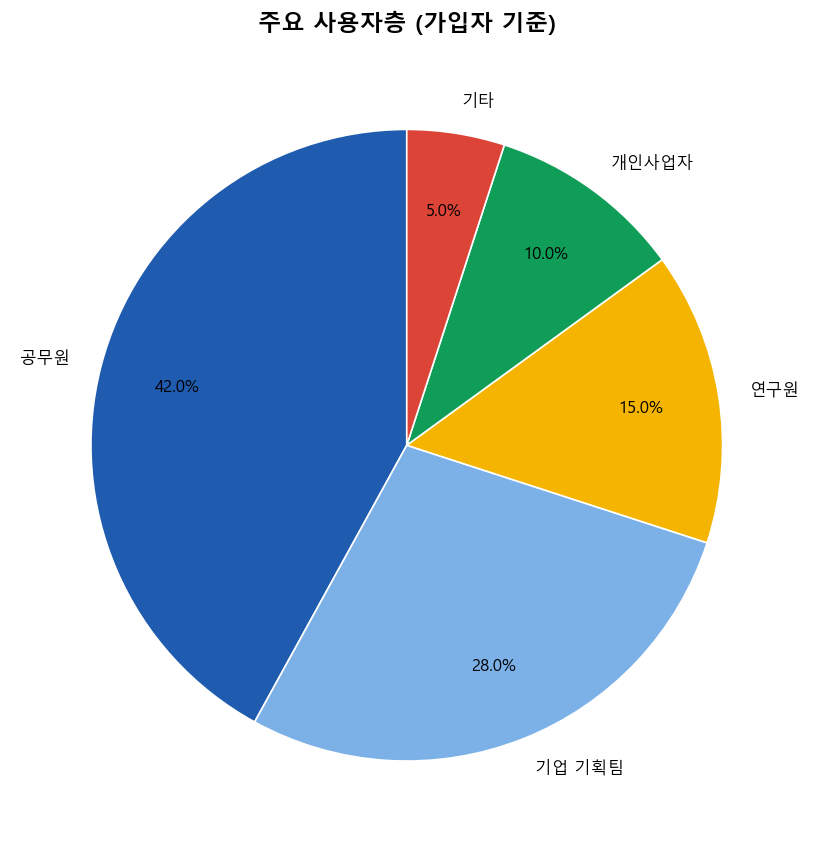 주요 사용자층 (가입자 기준)
기타
개인사업자
5.0%
10.0%
공무원
42.0%
연구원
15.0%
28.0%
기업 기획팀